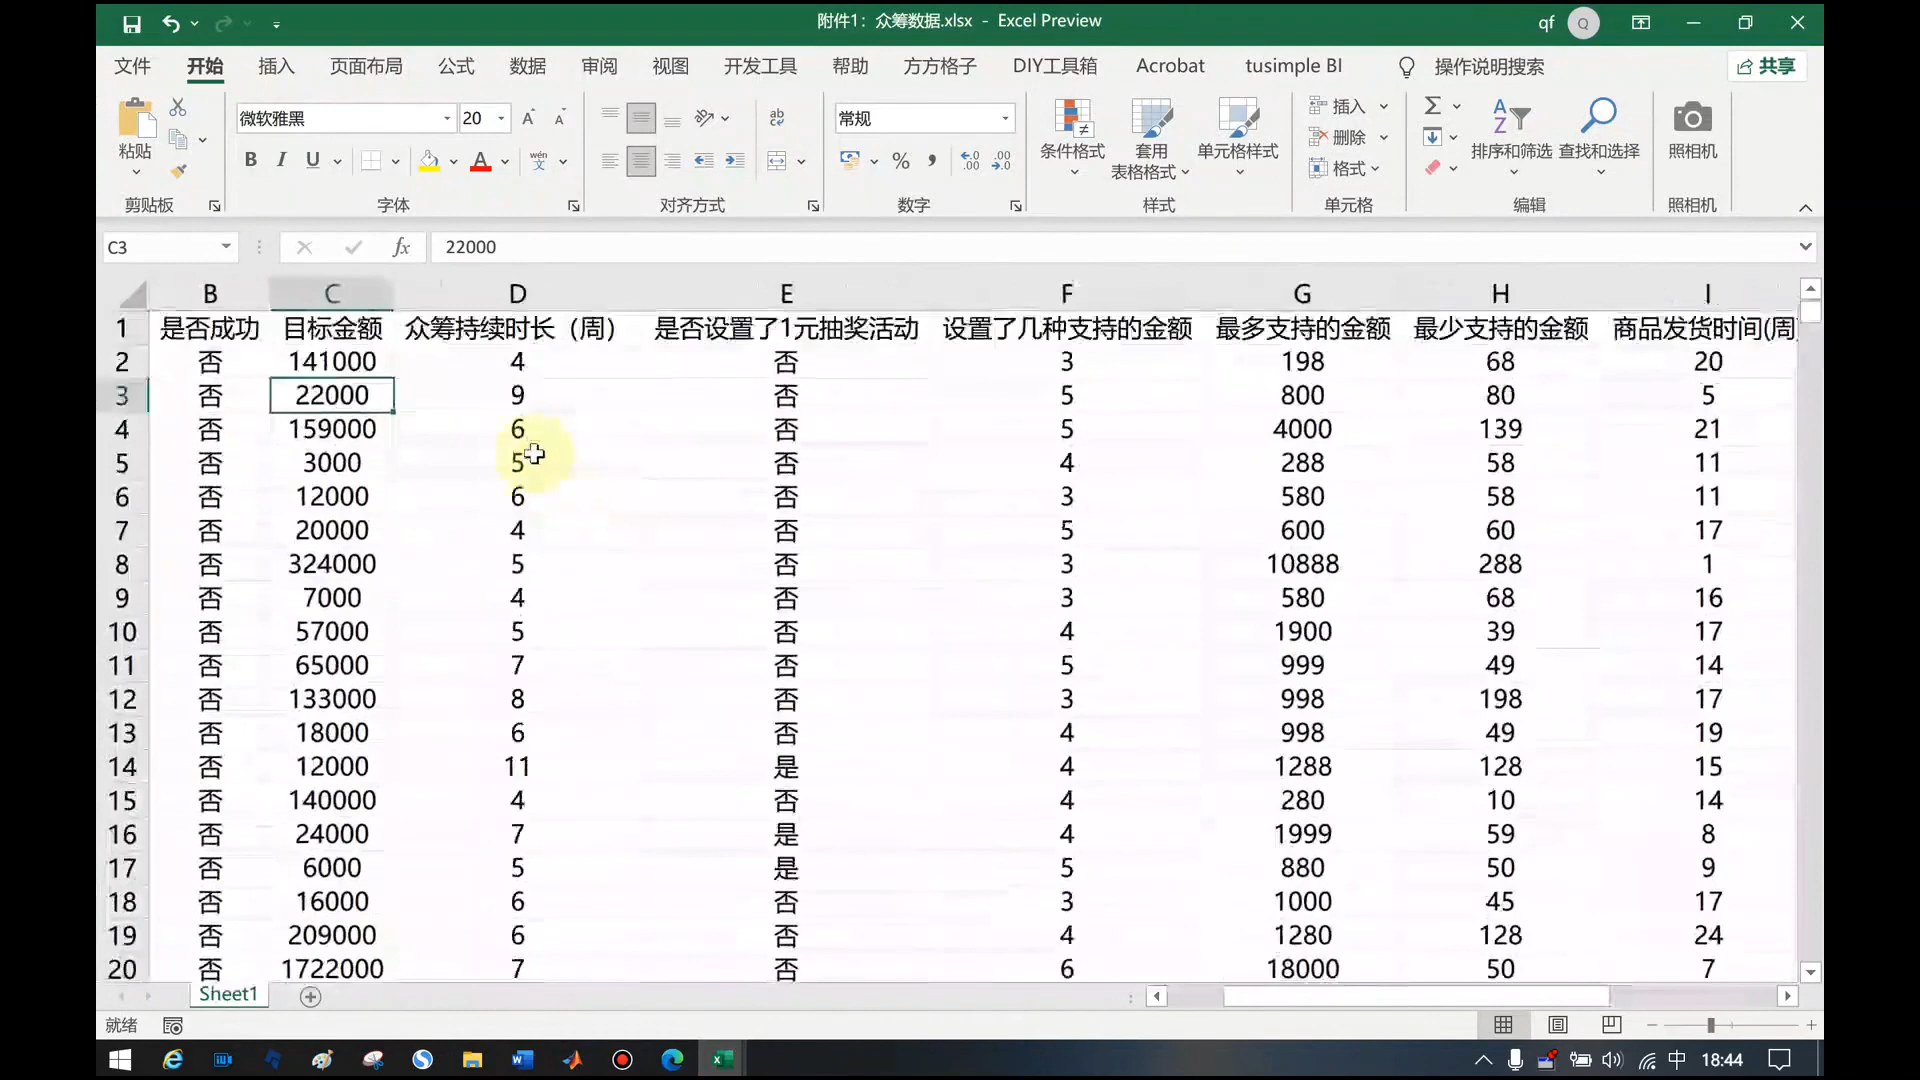 附件1：众筹数据.xlsx - Excel Preview qf Q
文件 开始 插入 页面布局 公式 数据 审阅 视图 开发工具 帮助 方方格子 DIY工具箱 Acrobat tusimple BI 操作说明搜索 共享
粘贴 微软雅黑 20 常规 条件格式 套用 表格格式 单元格样式 插入 删除 格式 排序和筛选 查找和选择 照相机
B I U wén A ab c %
剪贴板 字体 对齐方式 数字 样式 单元格 编辑 照相机
C3 fx 22000
B C D E F G H I
1 是否成功 目标金额 众筹持续时长（周） 是否设置了1元抽奖活动 设置了几种支持的金额 最多支持的金额 最少支持的金额 商品发货时间(周
2 否 141000 4 否 3 198 68 20
3 否 22000 9 否 5 800 80 5
4 否 159000 6 否 5 4000 139 21
5 否 3000 5 否 4 288 58 11
6 否 12000 6 否 3 580 58 11
7 否 20000 4 否 5 600 60 17
8 否 324000 5 否 3 10888 288 1
9 否 7000 4 否 3 580 68 16
10 否 57000 5 否 4 1900 39 17
11 否 65000 7 否 5 999 49 14
12 否 133000 8 否 3 998 198 17
13 否 18000 6 否 4 998 49 19
14 否 12000 11 是 4 1288 128 15
15 否 140000 4 否 4 280 10 14
16 否 24000 7 是 4 1999 59 8
17 否 6000 5 是 5 880 50 9
18 否 16000 6 否 3 1000 45 17
19 否 209000 6 否 4 1280 128 24
20 否 1722000 7 否 6 18000 50 7
Sheet1
就绪
中 18:44